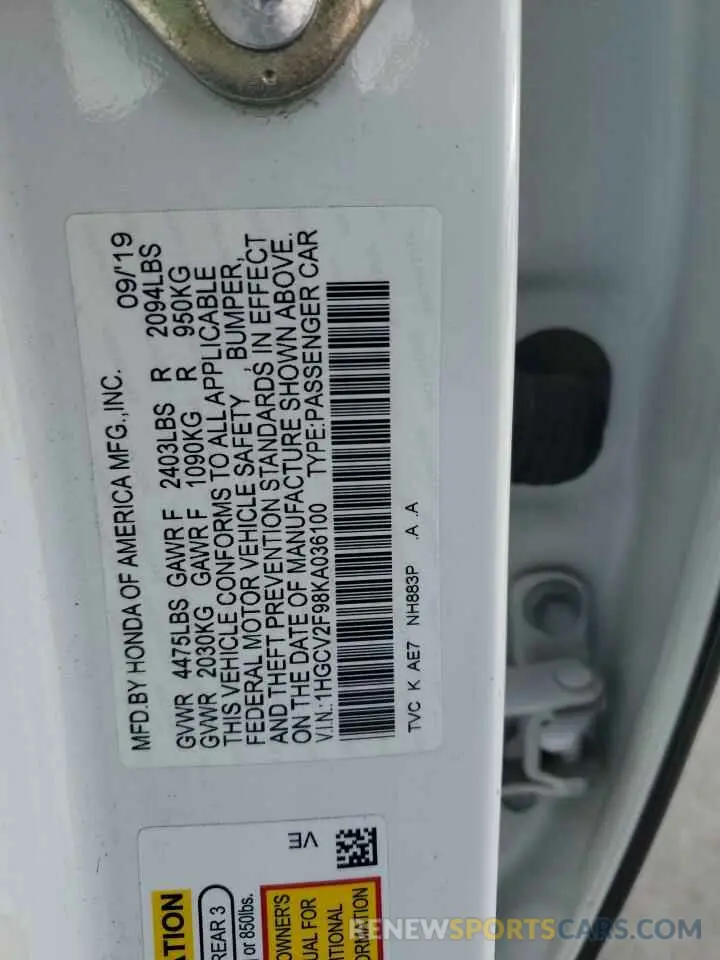 MFD.BY HONDA OF AMERICA MFG.,INC. 09/'19
GVWR 4475LBS GAWR F 2403LBS R 2094LBS
GVWR 2030KG GAWR F 1090KG R 950KG
THIS VEHICLE CONFORMS TO ALL APPLICABLE
FEDERAL MOTOR VEHICLE SAFETY, BUMPER,
AND THEFT PREVENTION STANDARDS IN EFFECT
ON THE DATE OF MANUFACTURE SHOWN ABOVE.
V.I.N.:1HGCV2F98KA036100 TYPE:PASSENGER CAR
TVC K AE7 NH883P .A .A
VE
ATION
REAR 3
or 850lbs.
OWNER'S
UAL FOR
ITIONAL
ORMATION
RENEWSPORTSCARS.COM